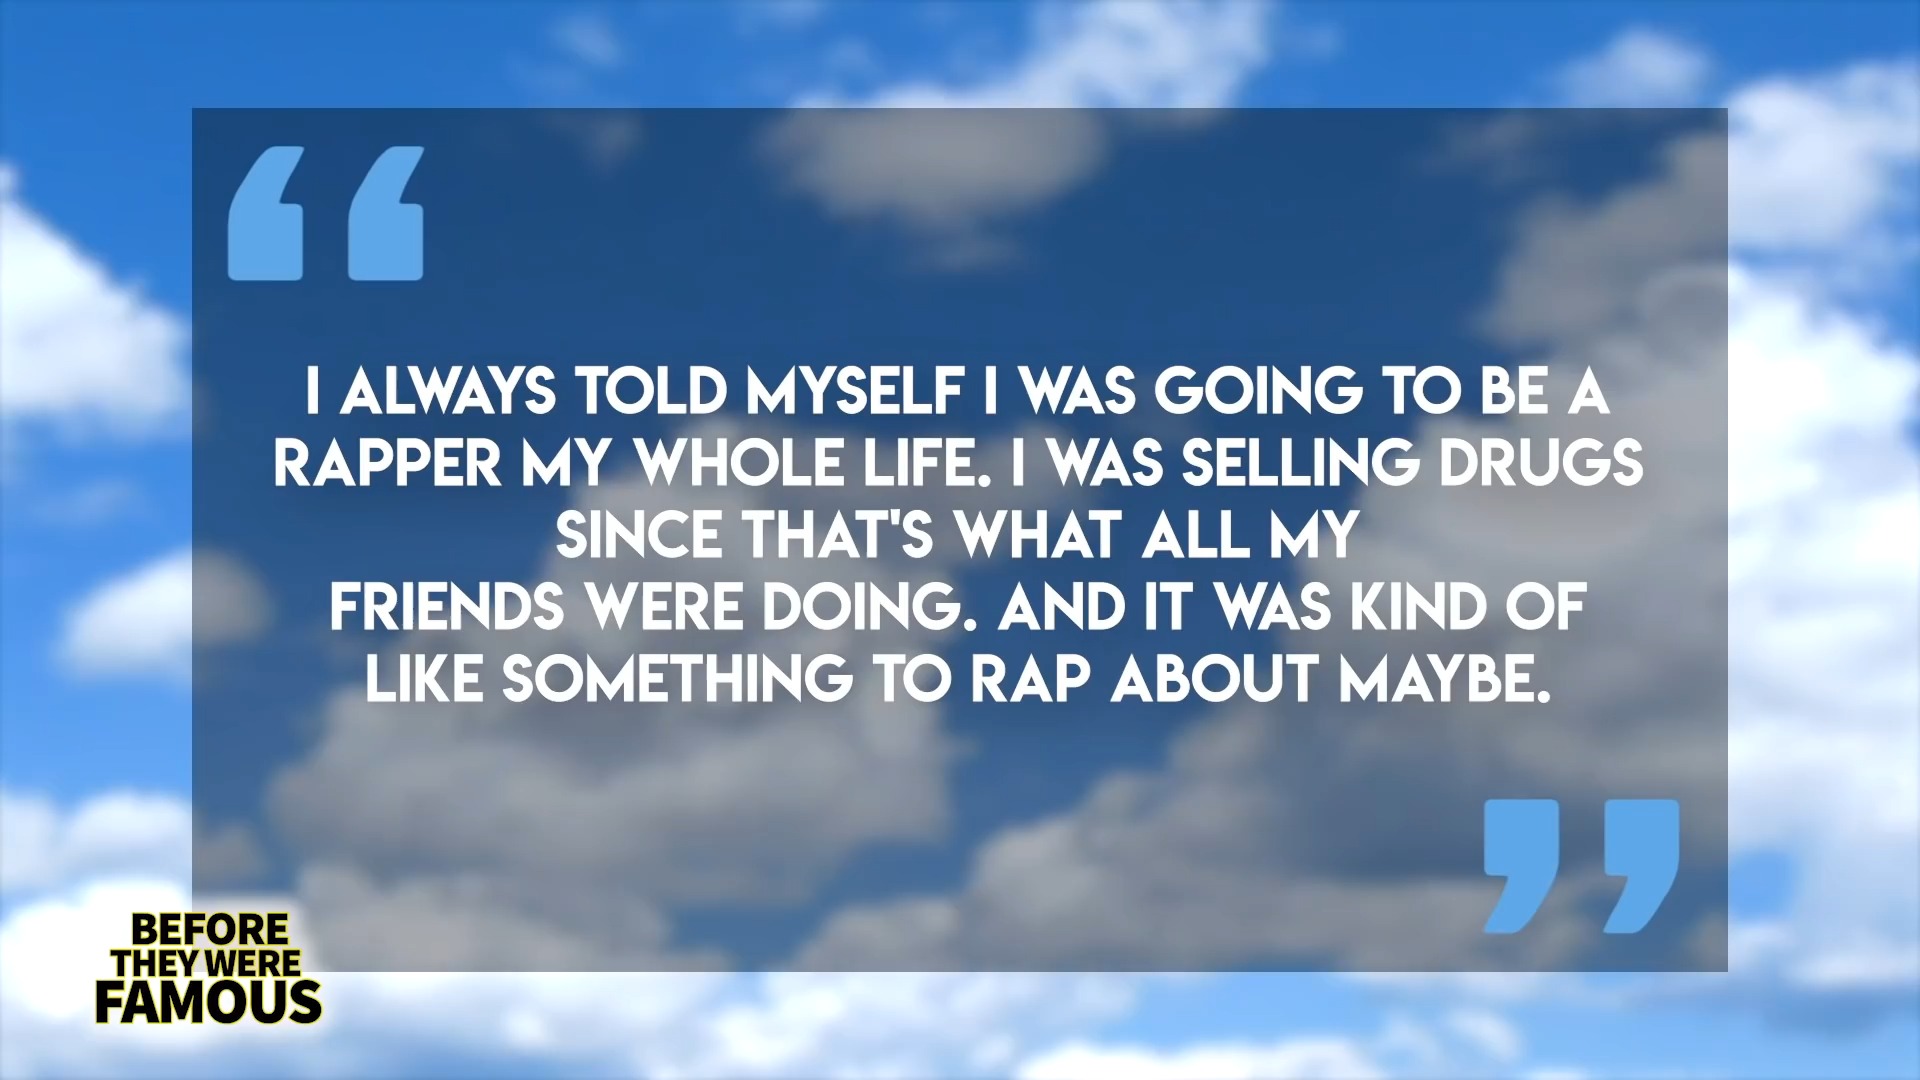 I ALWAYS TOLD MYSELF I WAS GOING TO BE A
RAPPER MY WHOLE LIFE. I WAS SELLING DRUGS
SINCE THAT'S WHAT ALL MY
FRIENDS WERE DOING. AND IT WAS KIND OF
LIKE SOMETHING TO RAP ABOUT MAYBE.
BEFORE
THEY WERE
FAMOUS